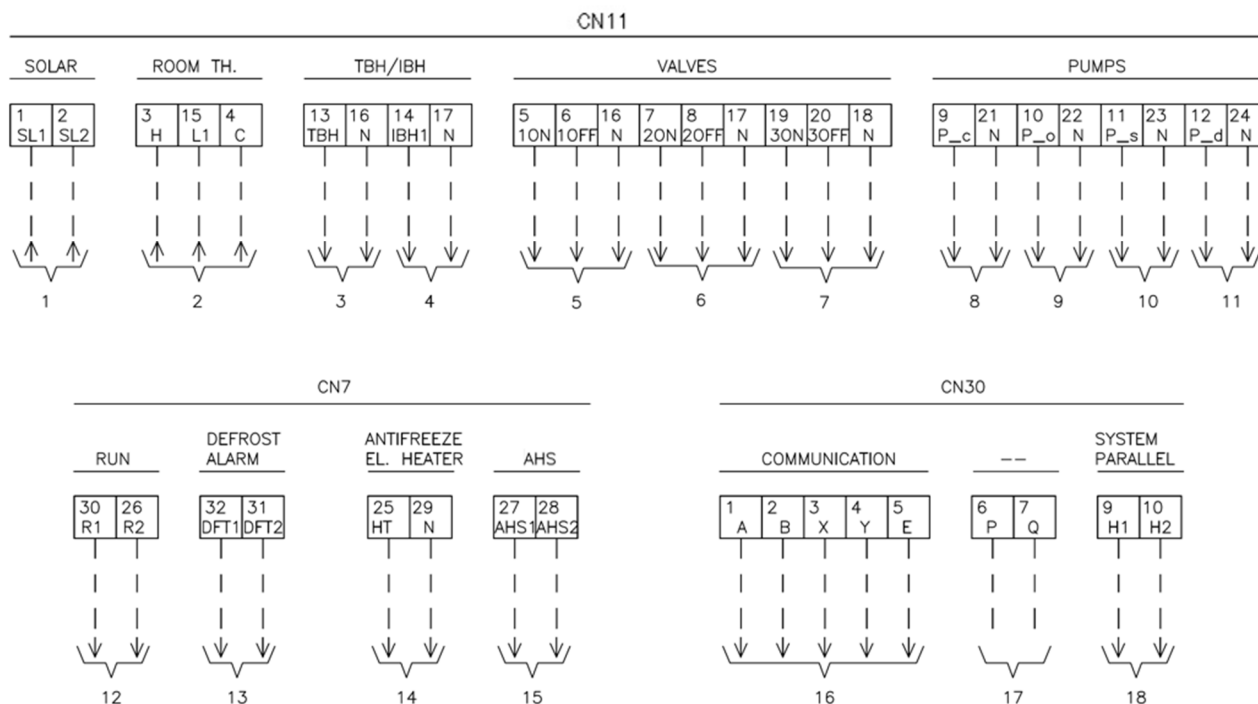 CN11
SOLAR ROOM TH. TBH/IBH VALVES PUMPS
1 2 3 15 4 13 16 14 17 5 6 16 7 8 17 19 20 18 9 21 10 22 11 23 12 24
SL1 SL2 H L1 C TBH N IBH1 N 1ON 1OFF N 2ON 2OFF N 3ON 3OFF N P_c N P_o N P_s N P_d N
1 2 3 4 5 6 7 8 9 10 11
CN7 CN30
RUN DEFROST ALARM ANTIFREEZE EL. HEATER AHS COMMUNICATION -- SYSTEM PARALLEL
30 26 32 31 25 29 27 28 1 2 3 4 5 6 7 9 10
R1 R2 DFT1 DFT2 HT N AHS1 AHS2 A B X Y E P Q H1 H2
12 13 14 15 16 17 18